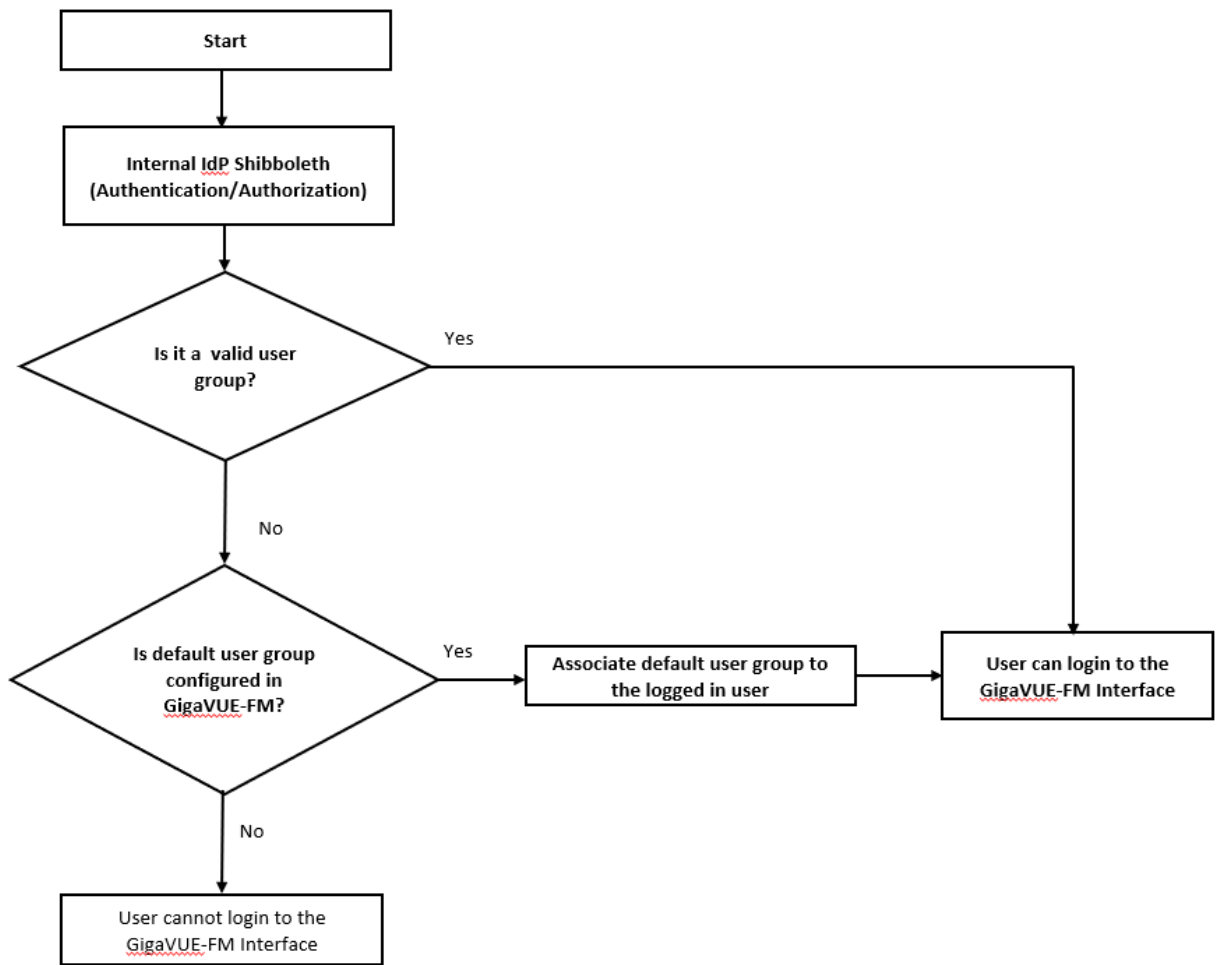 Start
Internal IdP Shibboleth
(Authentication/Authorization)
Is it a  valid user
group?
Yes
No
Is default user group
configured in
GigaVUE-FM?
Yes
Associate default user group to
the logged in user
User can login to the
GigaVUE-FM Interface
No
User cannot login to the
GigaVUE-FM Interface